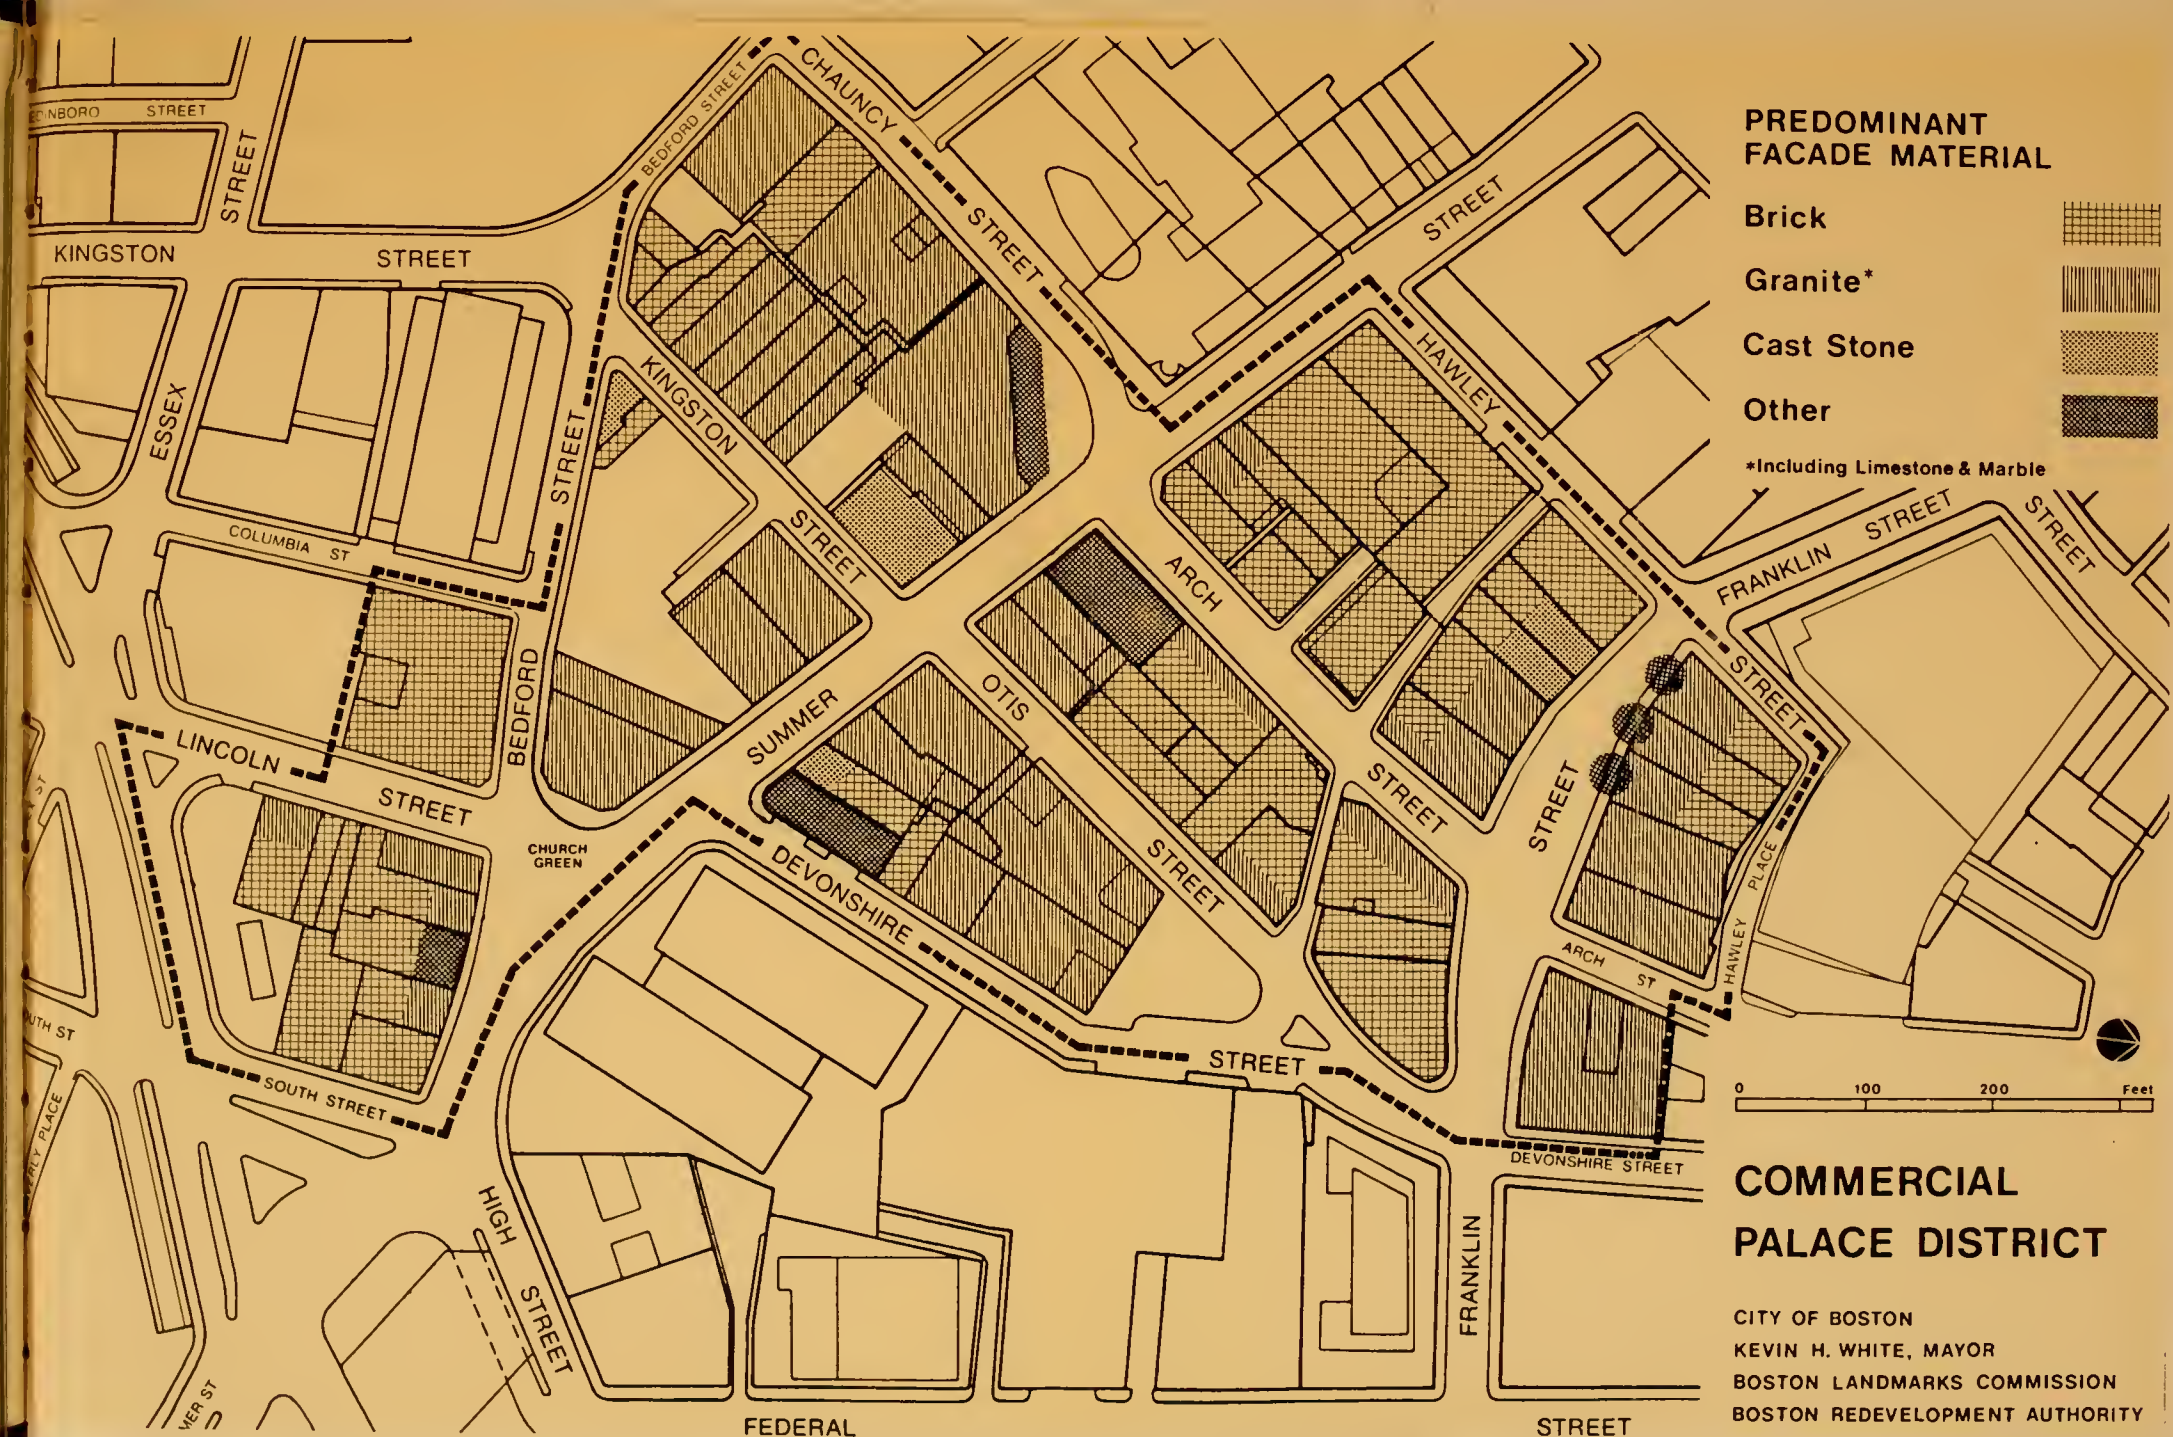 PREDOMINANT
FACADE MATERIAL
Brick
Granite*
Cast Stone
Other
*Including Limestone & Marble
STREET
STREET
KINGSTON STREET
ESSEX
COLUMBIA ST
BEDFORD STREET
CHAUNCY STREET
STREET
HAWLEY STREET
FRANKLIN STREET
STREET
KINGSTON STREET
BEDFORD STREET
SUMMER
ARCH STREET
OTIS STREET
STREET
LINCOLN STREET
CHURCH
GREEN
DEVONSHIRE STREET
HAWLEY PLACE
ARCH ST
SOUTH STREET
DEVONSHIRE STREET
HIGH STREET
FRANKLIN
FEDERAL STREET
PLACE
0 100 200 Feet
COMMERCIAL
PALACE DISTRICT
CITY OF BOSTON
KEVIN H. WHITE, MAYOR
BOSTON LANDMARKS COMMISSION
BOSTON REDEVELOPMENT AUTHORITY